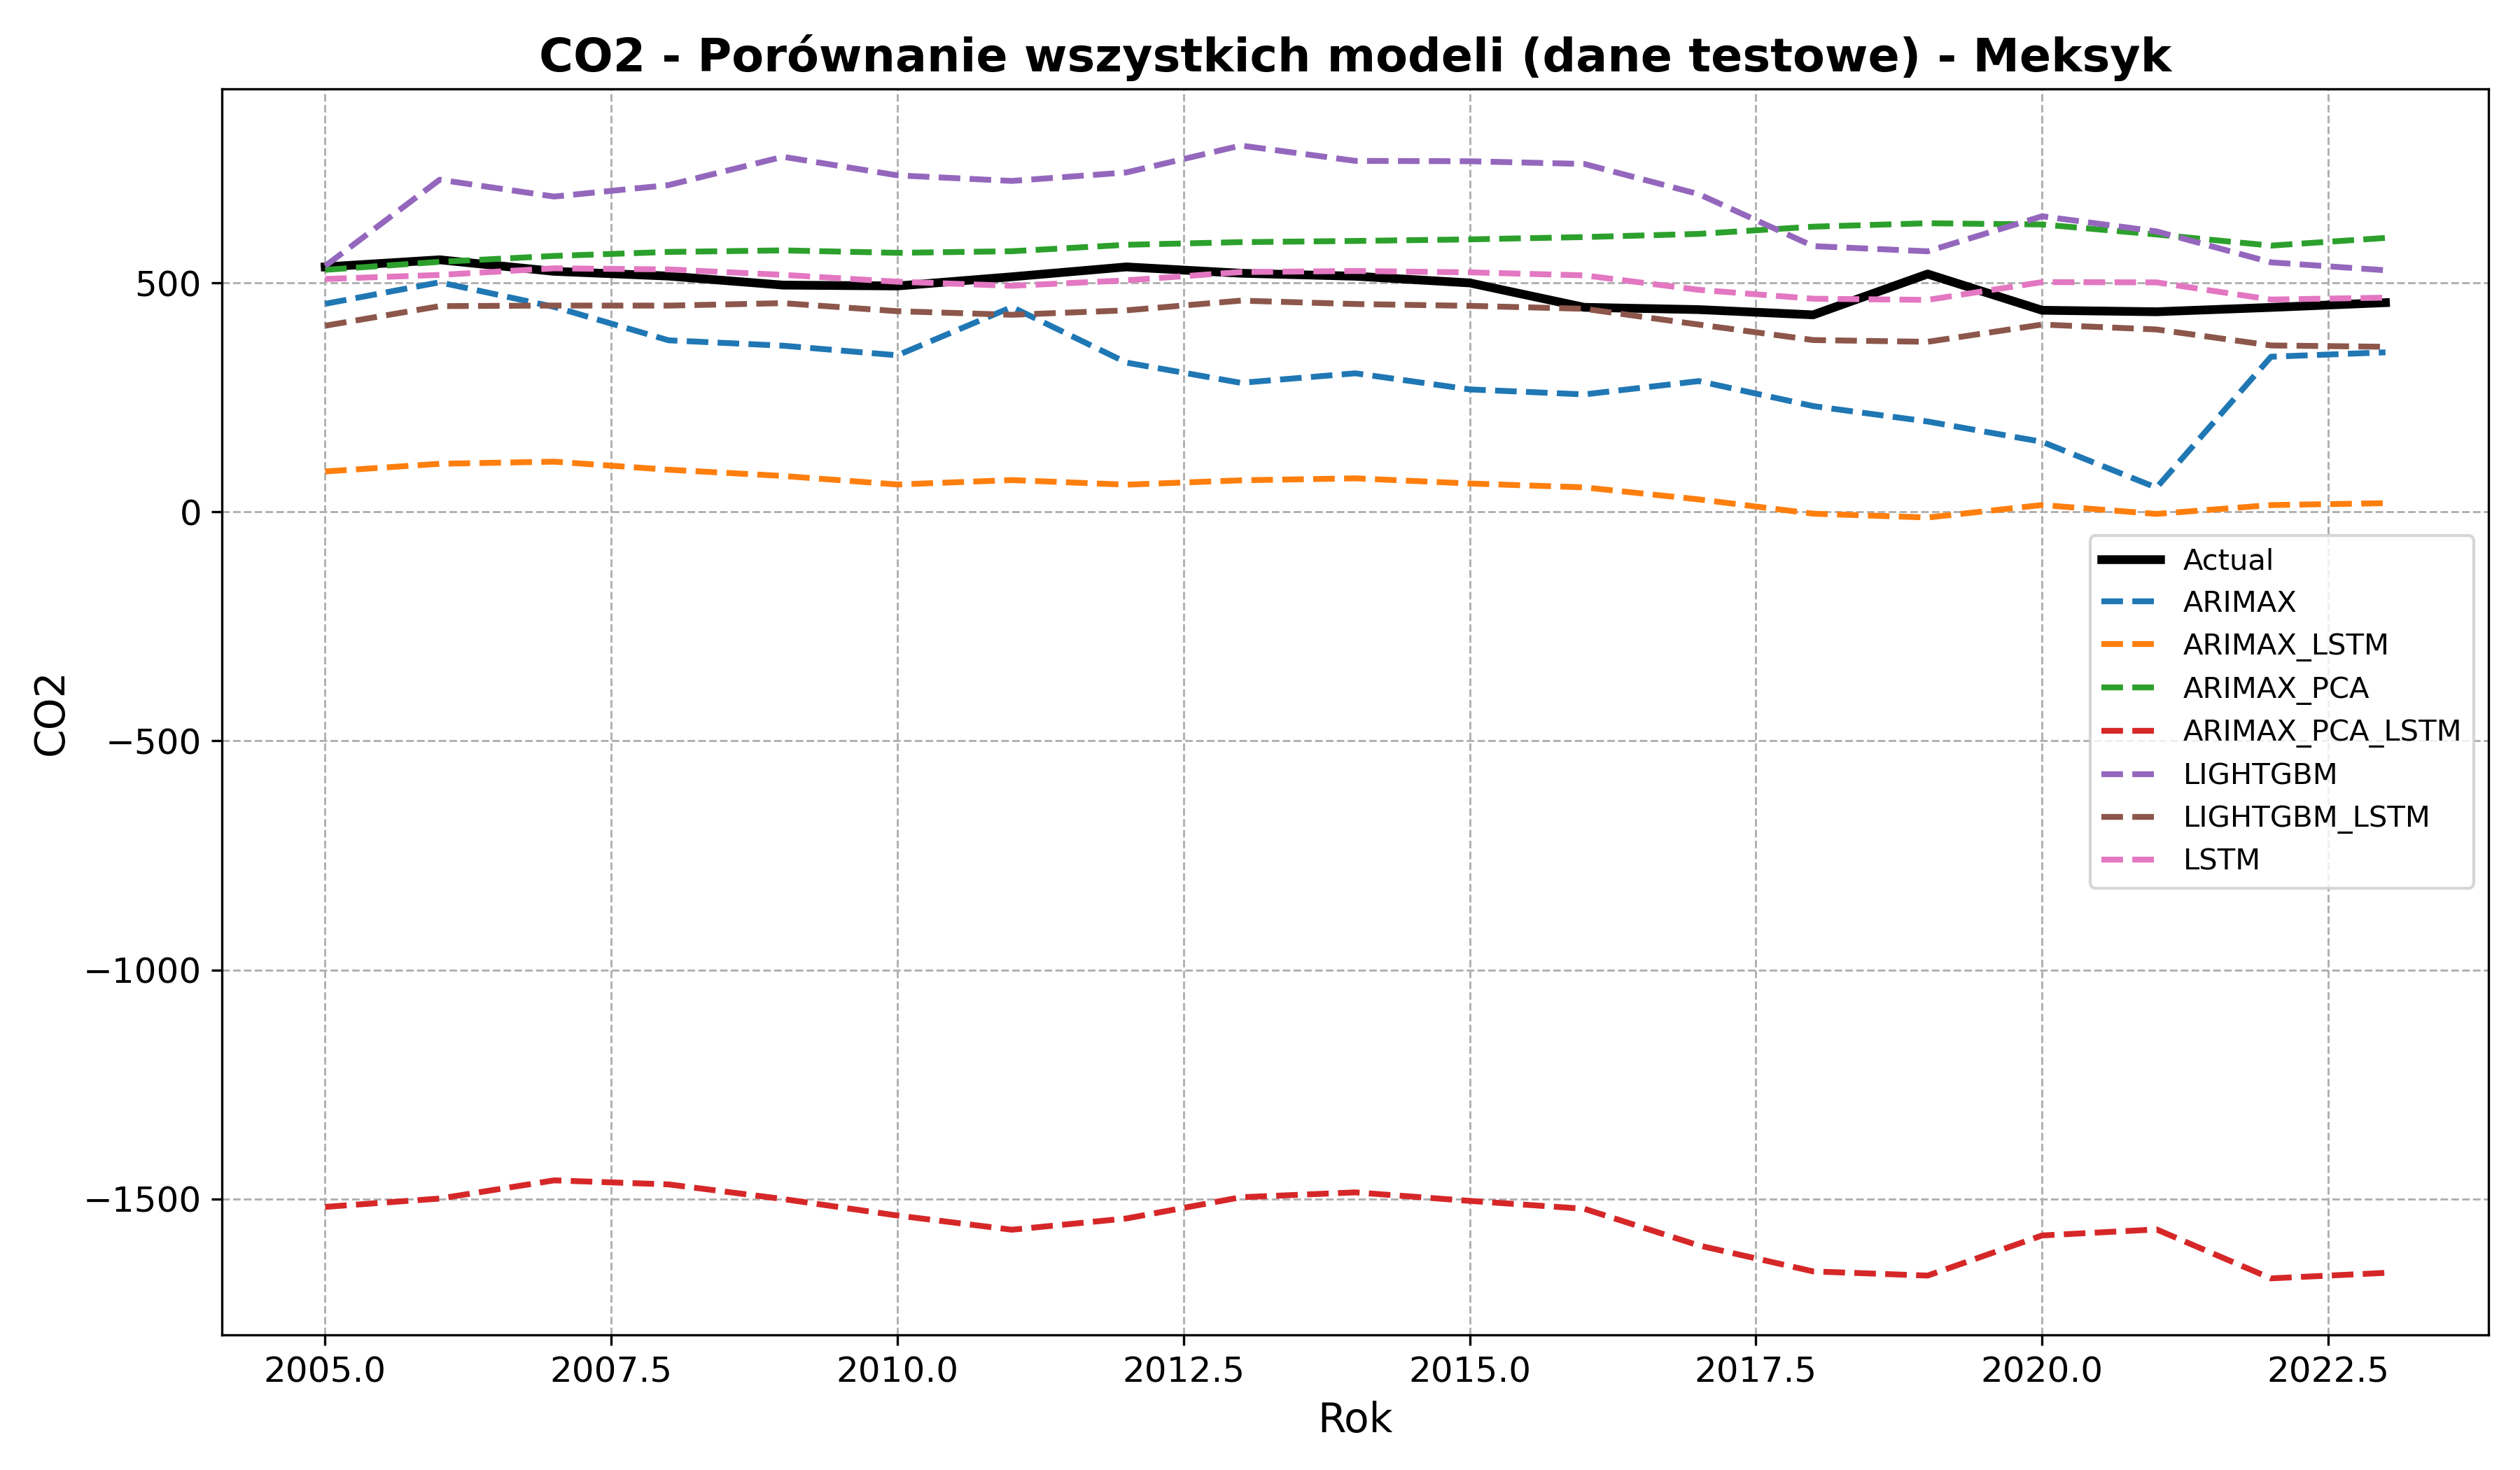 CO2 - Porównanie wszystkich modeli (dane testowe) - Meksyk
CO2
500
0
−500
−1000
−1500
Actual
ARIMAX
ARIMAX_LSTM
ARIMAX_PCA
ARIMAX_PCA_LSTM
LIGHTGBM
LIGHTGBM_LSTM
LSTM
2005.0 2007.5 2010.0 2012.5 2015.0 2017.5 2020.0 2022.5
Rok